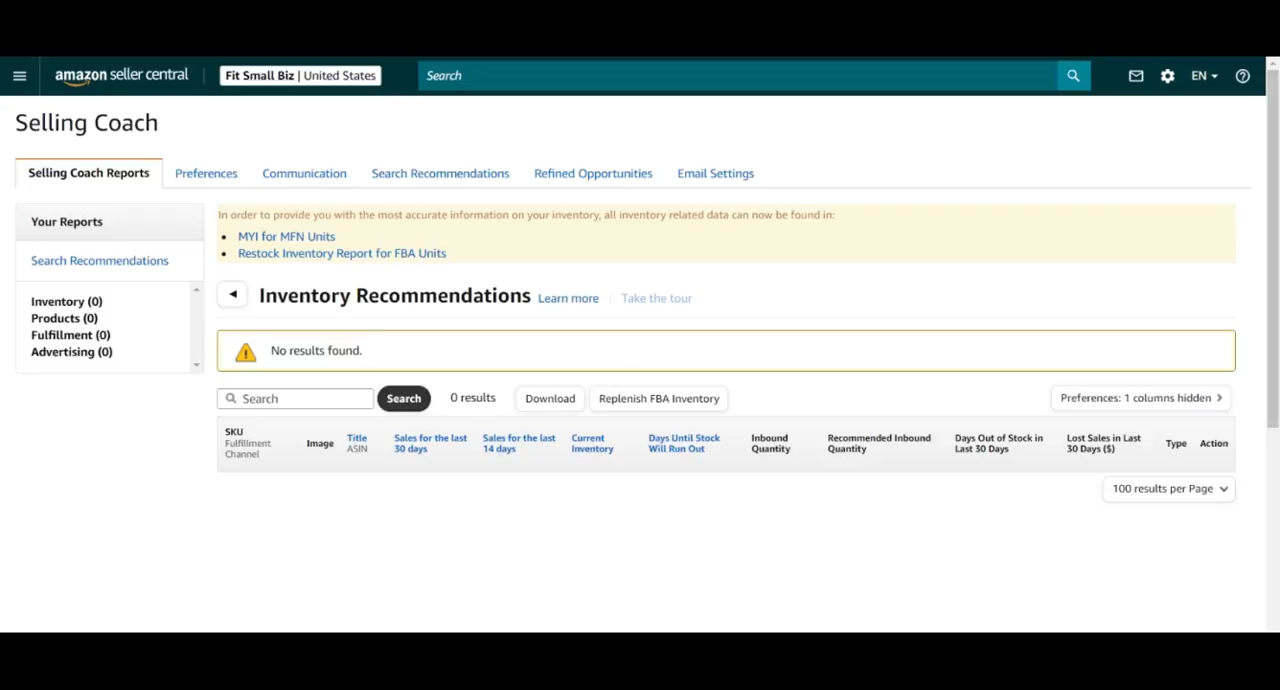 amazon seller central
Fit Small Biz | United States
Search
EN
Selling Coach
Selling Coach Reports
Preferences
Communication
Search Recommendations
Refined Opportunities
Email Settings
Your Reports
Search Recommendations
Inventory (0)
Products (0)
Fulfillment (0)
Advertising (0)
In order to provide you with the most accurate information on your inventory, all inventory related data can now be found in:
MYI for MFN Units
Restock Inventory Report for FBA Units
Inventory Recommendations
Learn more
Take the tour
No results found.
Search
Search
0 results
Download
Replenish FBA Inventory
Preferences: 1 columns hidden
SKU
Fulfillment
Channel
Image
Title
ASIN
Sales for the last
30 days
Sales for the last
14 days
Current
Inventory
Days Until Stock
Will Run Out
Inbound
Quantity
Recommended Inbound
Quantity
Days Out of Stock in
Last 30 Days
Lost Sales in Last
30 Days ($)
Type
Action
100 results per Page